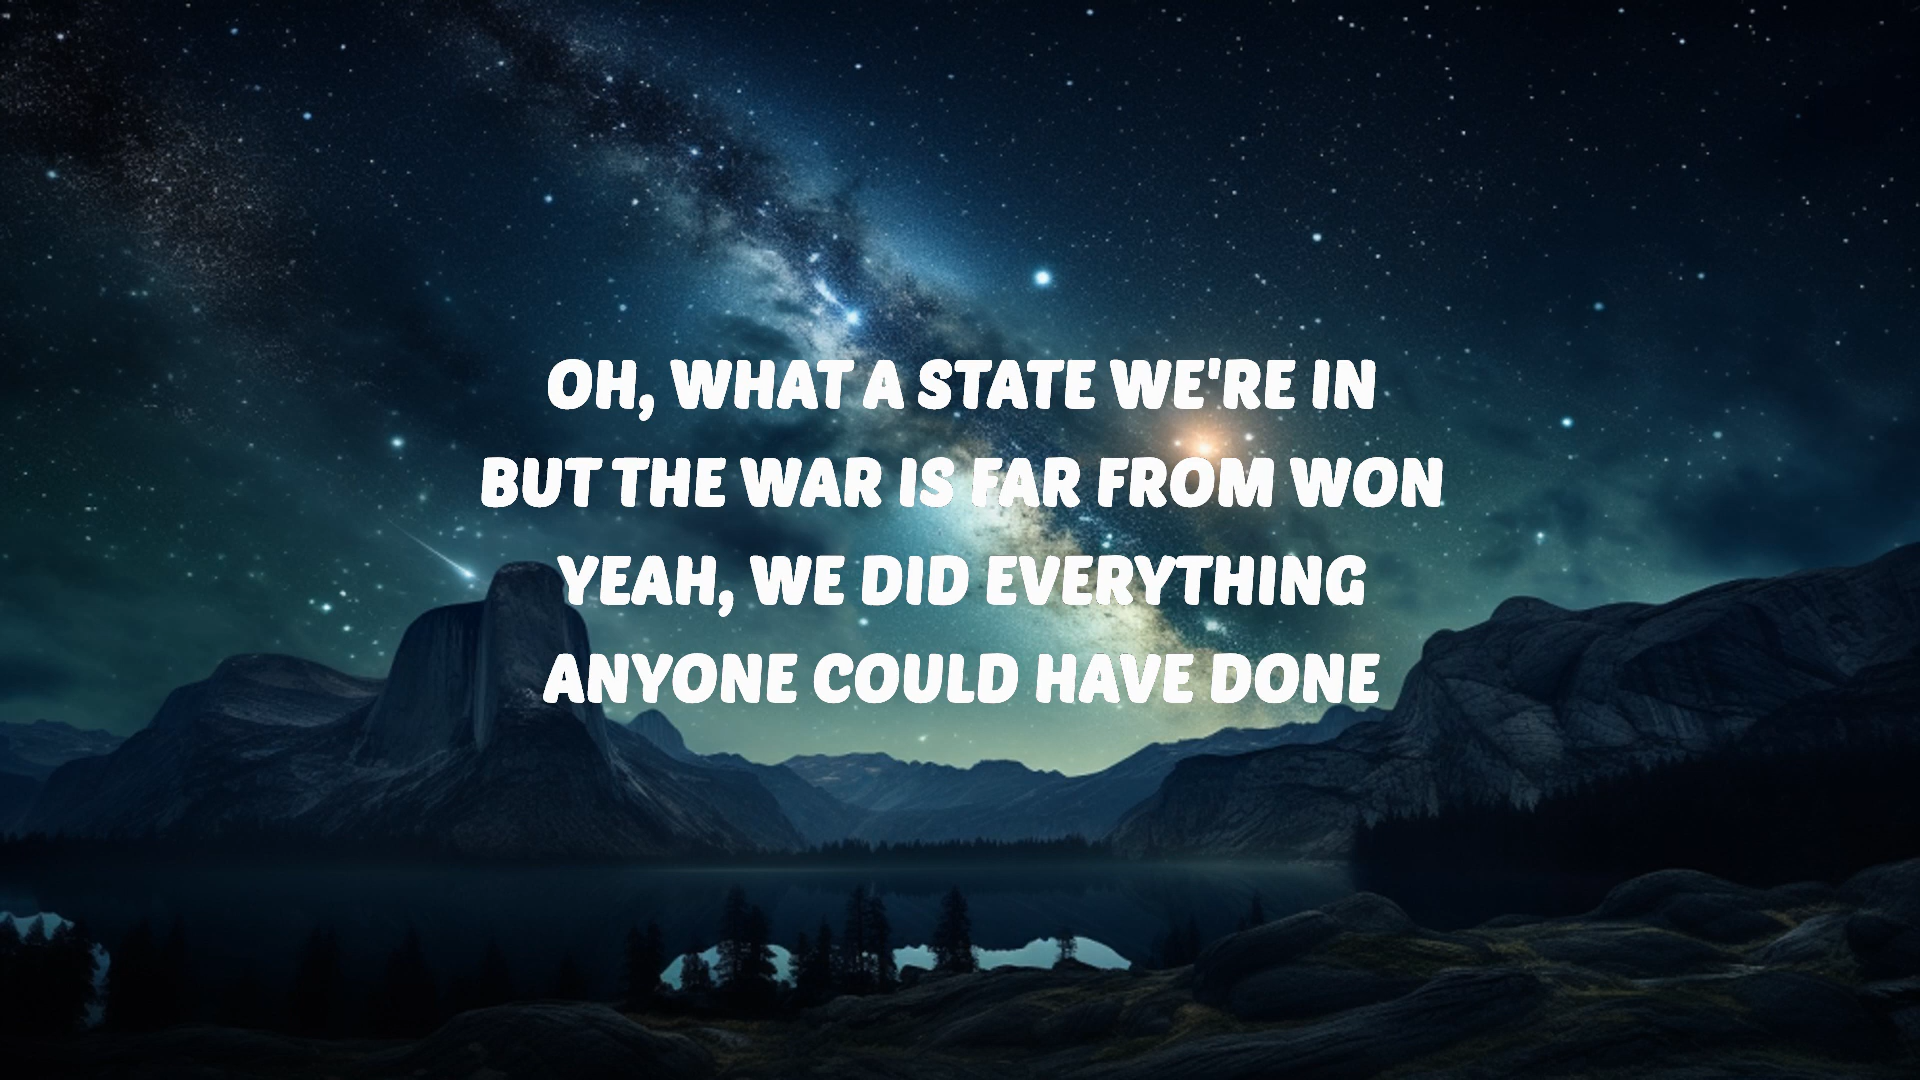 OH, WHAT A STATE WE'RE IN
BUT THE WAR IS FAR FROM WON
YEAH, WE DID EVERYTHING
ANYONE COULD HAVE DONE